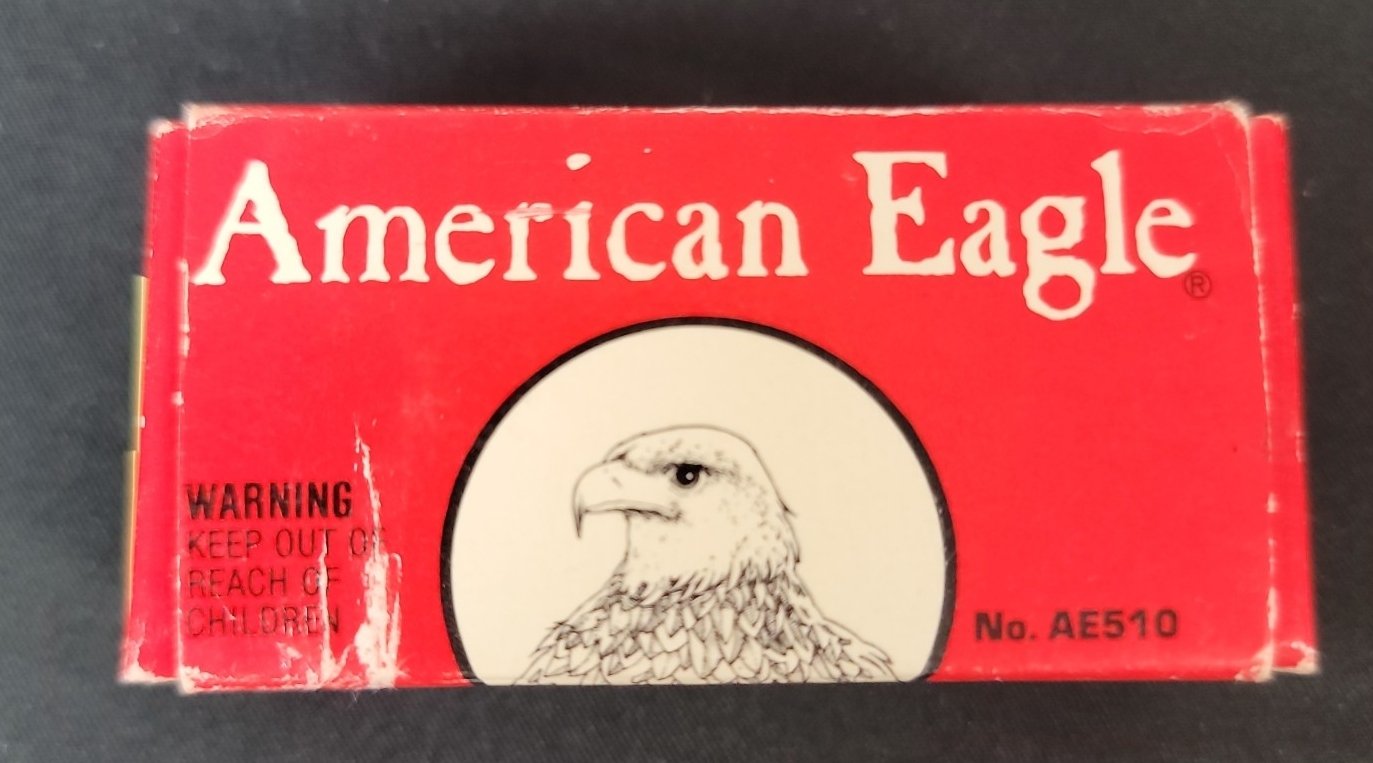 American Eagle®
WARNING
KEEP OUT OF
REACH OF
CHILDREN
No. AE510